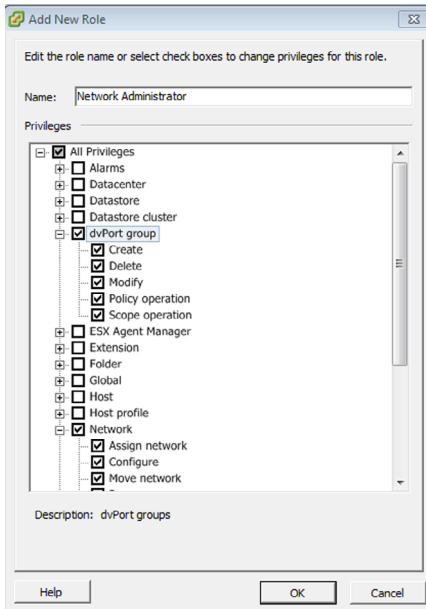 Add New Role
Edit the role name or select check boxes to change privileges for this role.
Name: Network Administrator
Privileges
All Privileges
Alarms
Datacenter
Datastore
Datastore cluster
dvPort group
Create
Delete
Modify
Policy operation
Scope operation
ESX Agent Manager
Extension
Folder
Global
Host
Host profile
Network
Assign network
Configure
Move network
Description: dvPort groups
Help OK Cancel